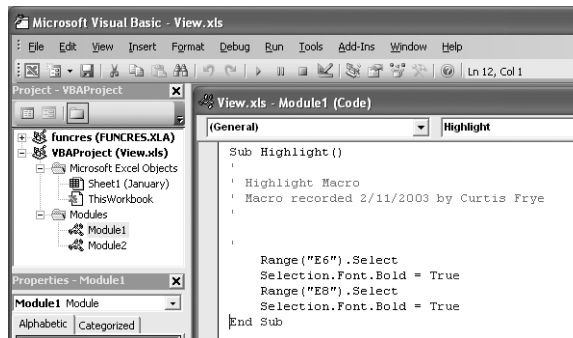 Microsoft Visual Basic - View.xls
File Edit View Insert Format Debug Run Tools Add-Ins Window Help
Ln 12, Col 1
Project - VBAProject
funcres (FUNCRES.XLA)
VBAProject (View.xls)
Microsoft Excel Objects
Sheet1 (January)
ThisWorkbook
Modules
Module1
Module2
Properties - Module1
Module1 Module
Alphabetic Categorized
View.xls - Module1 (Code)
(General) Highlight
Sub Highlight()
'
' Highlight Macro
' Macro recorded 2/11/2003 by Curtis Frye
'
'
Range("E6").Select
Selection.Font.Bold = True
Range("E8").Select
Selection.Font.Bold = True
End Sub